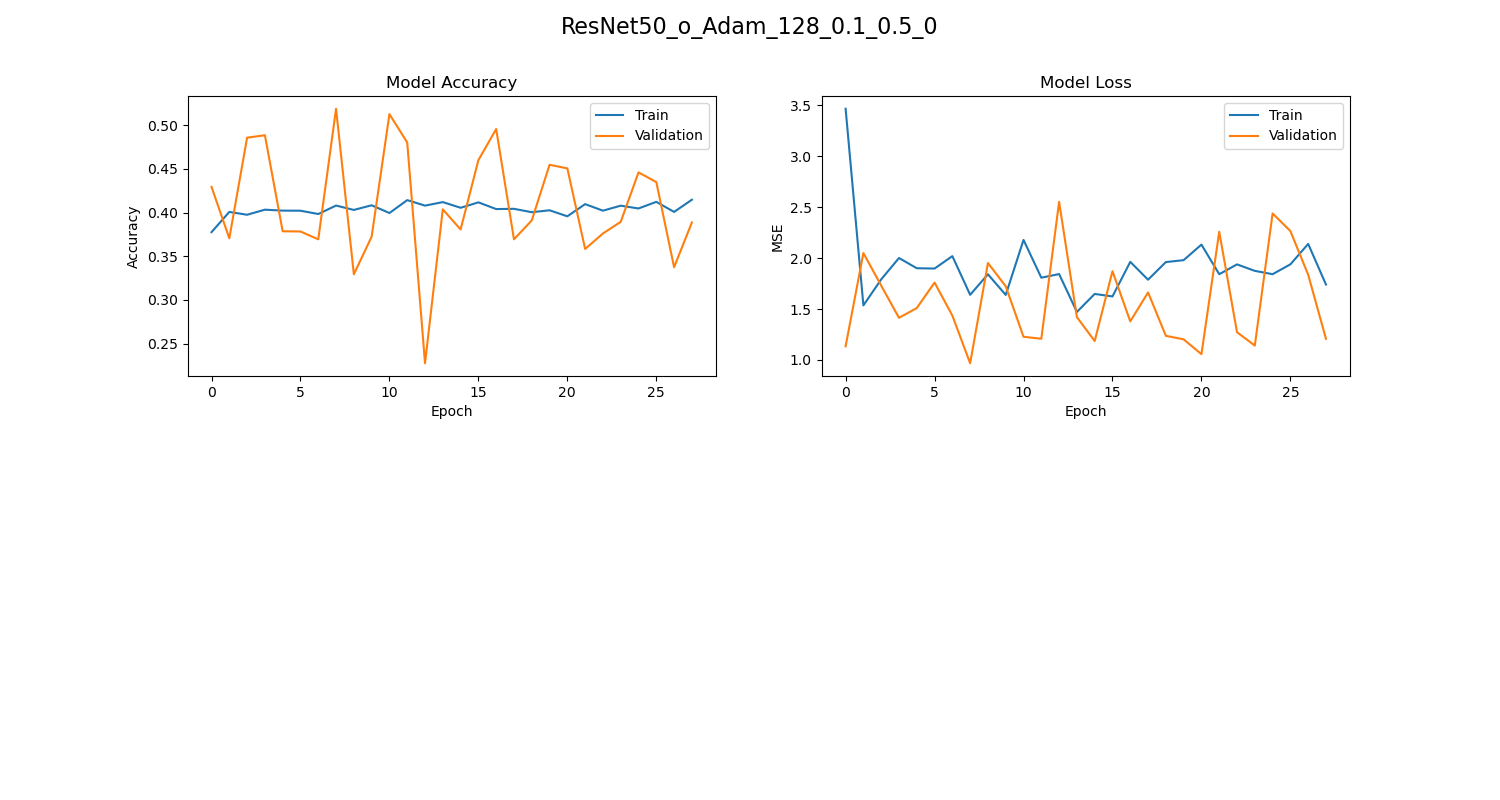 ResNet50_o_Adam_128_0.1_0.5_0
Model Accuracy
Train
Validation
0.50
0.45
0.40
0.35
0.30
0.25
Accuracy
0 5 10 15 20 25
Epoch
Model Loss
Train
Validation
3.5
3.0
2.5
2.0
1.5
1.0
MSE
0 5 10 15 20 25
Epoch